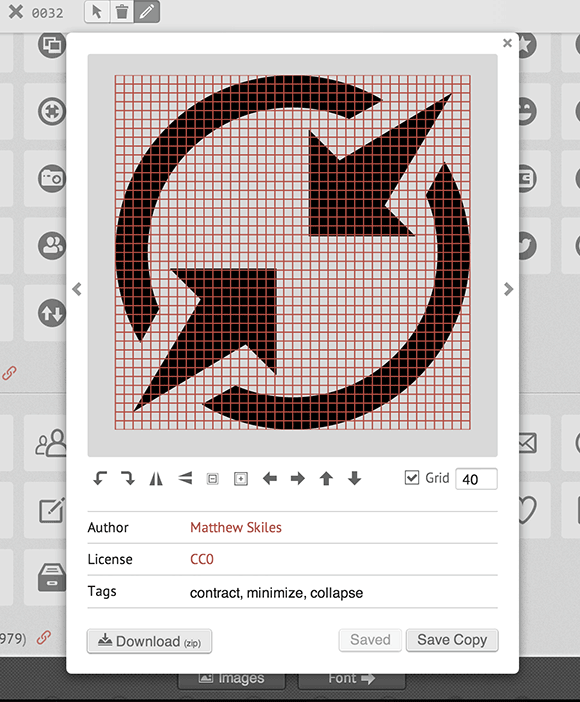 0032
Grid 40
Author Matthew Skiles
License CC0
Tags contract, minimize, collapse
979)
Download (zip) Saved Save Copy
Images Font